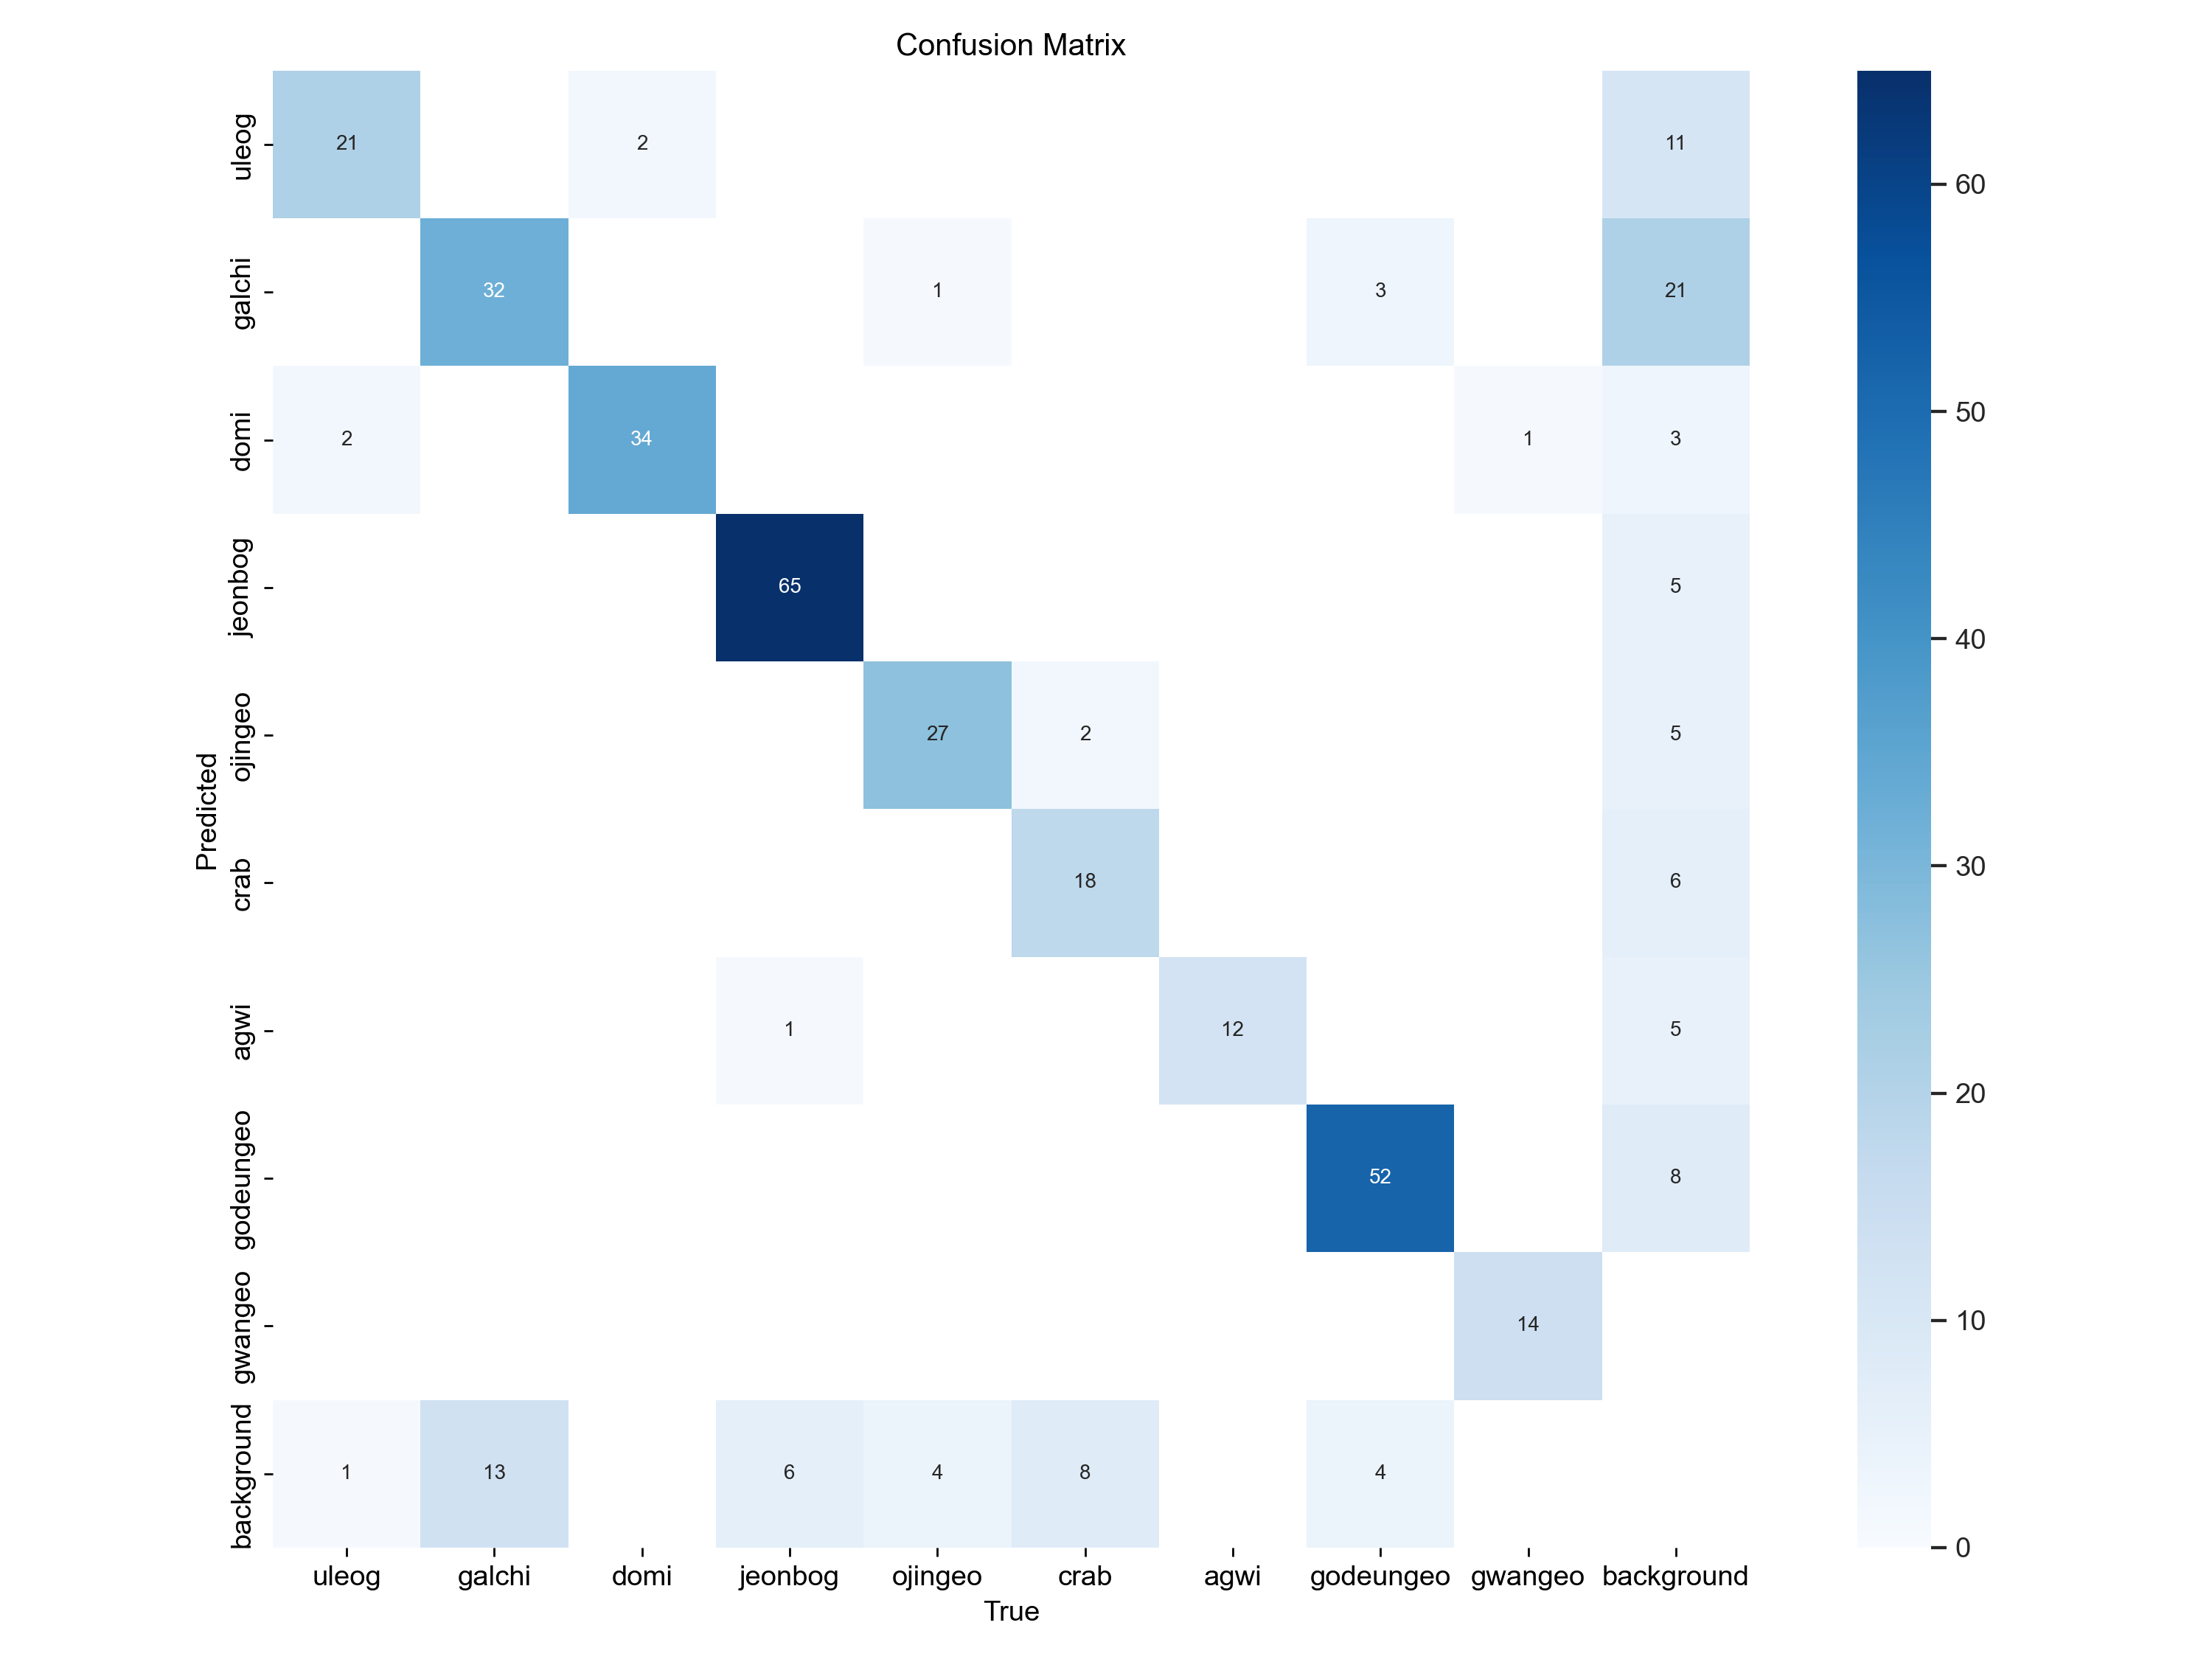 Confusion Matrix
uleog 21 2 11
galchi 32 1 3 21
domi 2 34 1 3
jeonbog 65 5
ojingeo 27 2 5
crab 18 6
agwi 1 12 5
godeungeo 52 8
gwangeo 14
background 1 13 6 4 8 4
Predicted
uleog galchi domi jeonbog ojingeo crab agwi godeungeo gwangeo background
True
60
50
40
30
20
10
0